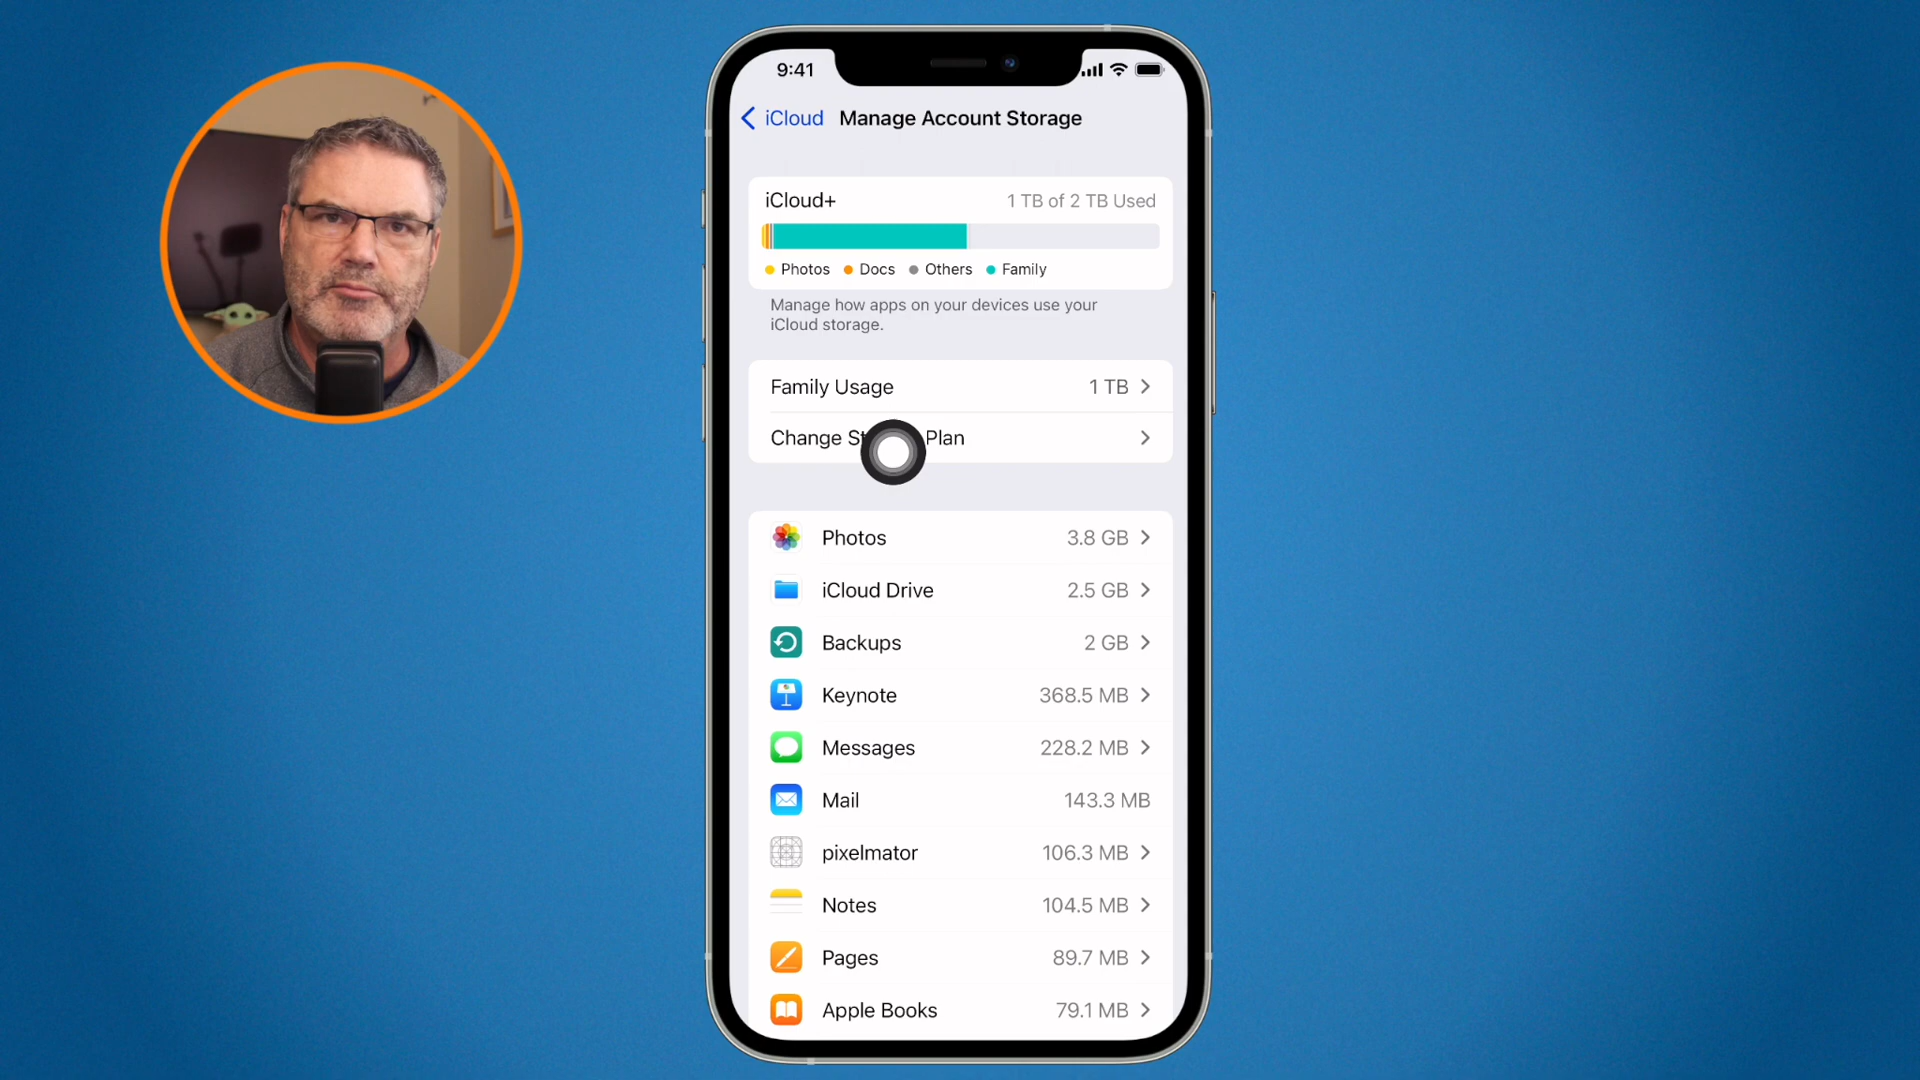 9:41
iCloud Manage Account Storage
iCloud+ 1 TB of 2 TB Used
Photos Docs Others Family
Manage how apps on your devices use your
iCloud storage.
Family Usage 1 TB
Change Plan
Photos 3.8 GB
iCloud Drive 2.5 GB
Backups 2 GB
Keynote 368.5 MB
Messages 228.2 MB
Mail 143.3 MB
pixelmator 106.3 MB
Notes 104.5 MB
Pages 89.7 MB
Apple Books 79.1 MB